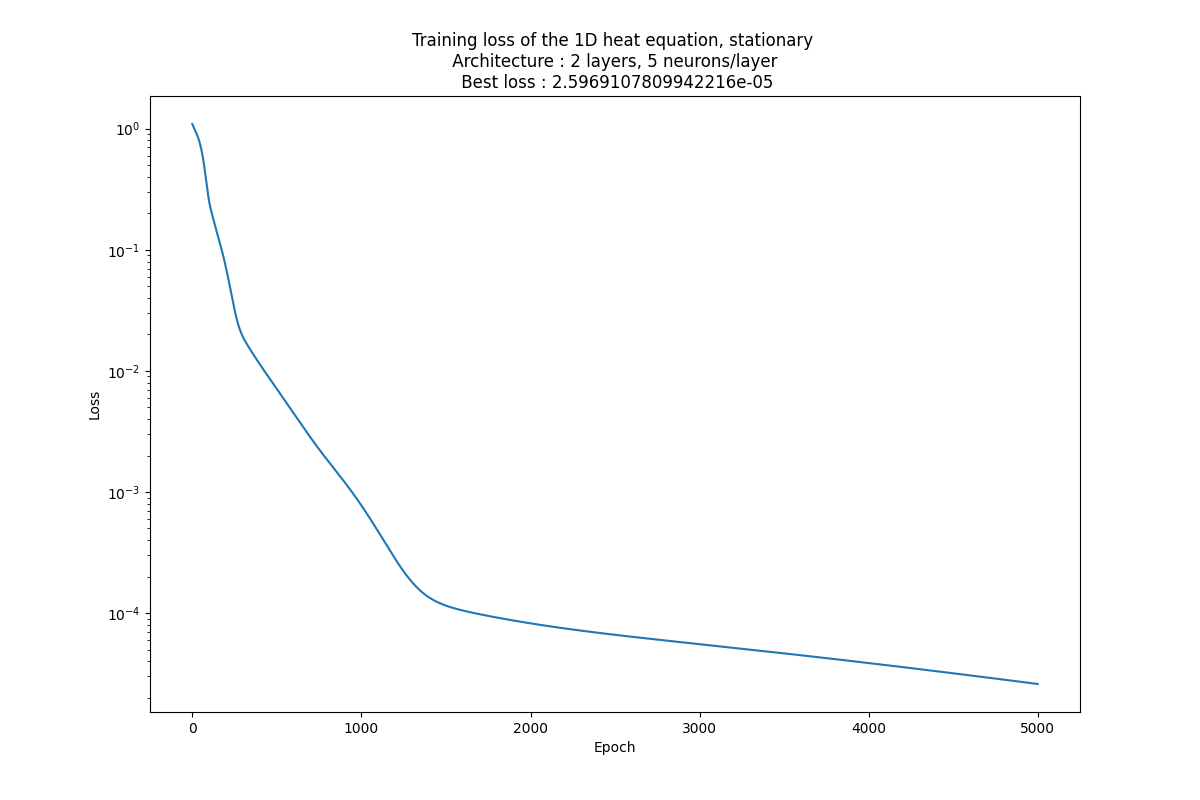 Training loss of the 1D heat equation, stationary
Architecture : 2 layers, 5 neurons/layer
Best loss : 2.5969107809942216e-05
10⁰
10⁻¹
10⁻²
10⁻³
10⁻⁴
Loss
0 1000 2000 3000 4000 5000
Epoch